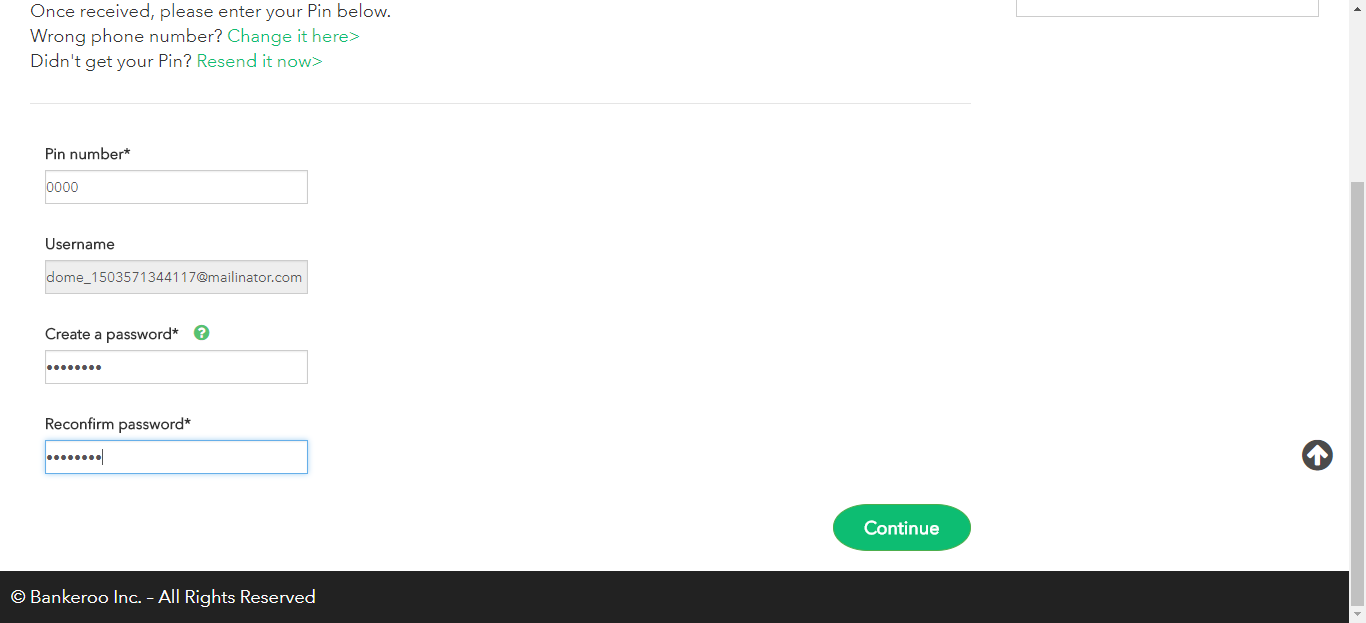 Once received, please enter your Pin below.
Wrong phone number? Change it here>
Didn't get your Pin? Resend it now>
Pin number*
0000
Username
dome_1503571344117@mailinator.com
Create a password*
••••••••
Reconfirm password*
••••••••
Continue
© Bankeroo Inc. - All Rights Reserved